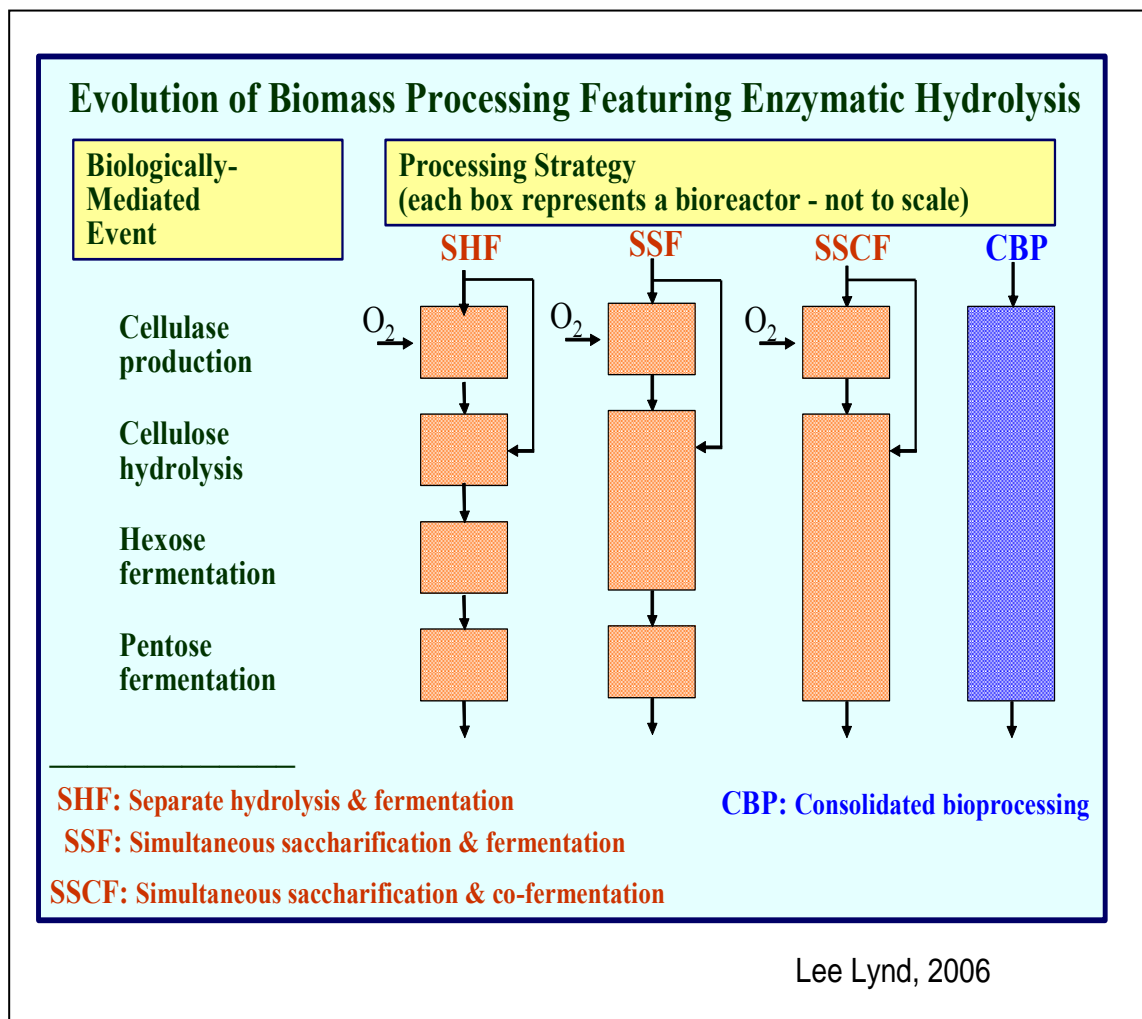 Evolution of Biomass Processing Featuring Enzymatic Hydrolysis
Biologically-
Mediated
Event
Processing Strategy
(each box represents a bioreactor - not to scale)
SHF
SSF
SSCF
CBP
Cellulase
production
O2
O2
O2
Cellulose
hydrolysis
Hexose
fermentation
Pentose
fermentation
SHF: Separate hydrolysis & fermentation
CBP: Consolidated bioprocessing
SSF: Simultaneous saccharification & fermentation
SSCF: Simultaneous saccharification & co-fermentation
Lee Lynd, 2006